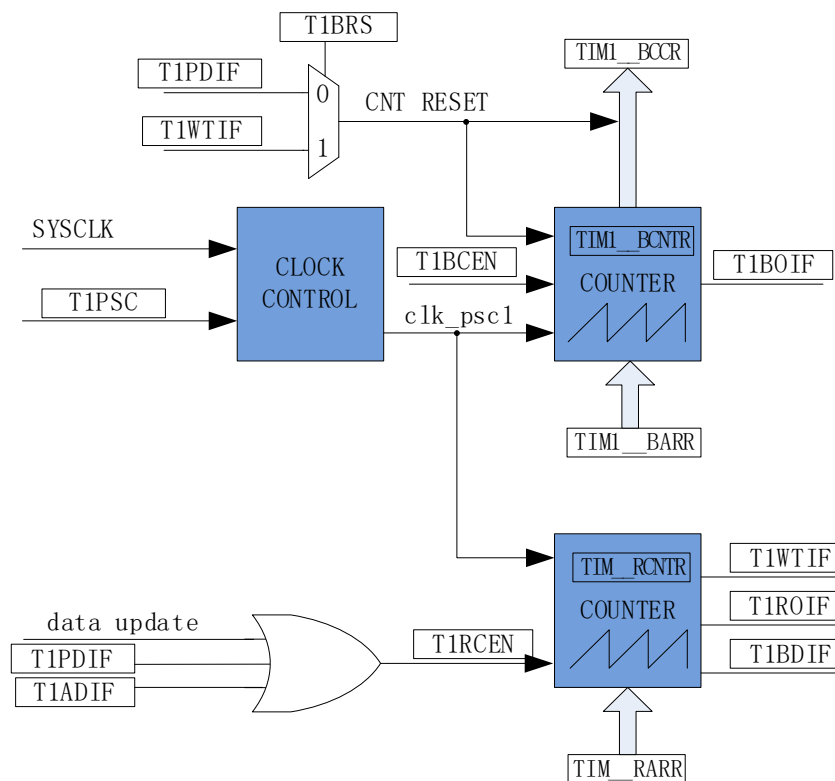 T1BRS
TIM1__BCCR
T1PDIF
0
CNT RESET
T1WTIF
1
SYSCLK
CLOCK
CONTROL
T1PSC
T1BCEN
clk_psc1
TIM1__BCNTR
COUNTER
T1BOIF
TIM1__BARR
TIM__RCNTR
COUNTER
T1WTIF
T1ROIF
T1BDIF
data update
T1PDIF
T1ADIF
T1RCEN
TIM__RARR